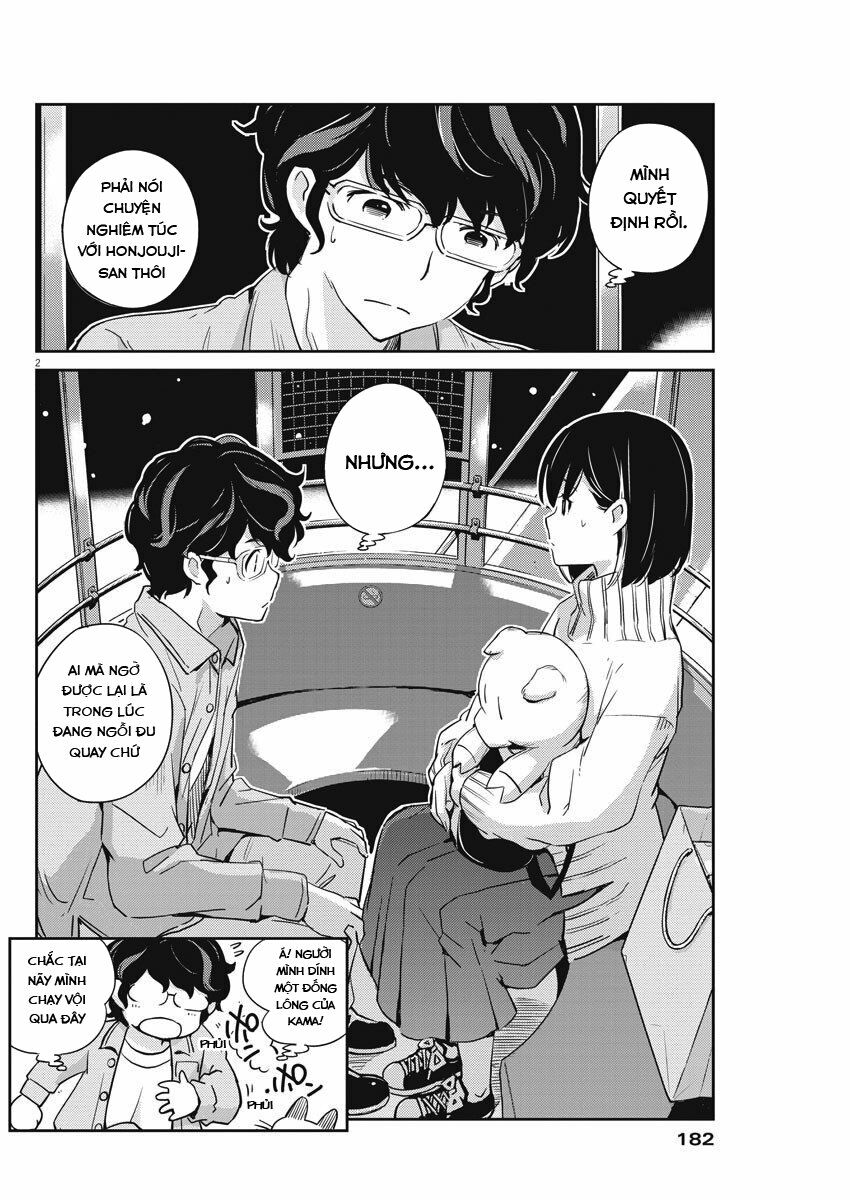 MÌNH
QUYẾT
ĐỊNH RỒI.
PHẢI NÓI
CHUYỆN
NGHIÊM TÚC
VỚI HONJOUJI-
SAN THÔI
2
NHƯNG...
AI MÀ NGỜ
ĐƯỢC LẠI LÀ
TRONG LÚC
ĐANG NGỒI ĐU
QUAY CHỨ
Á! NGƯỜI
MÌNH DÍNH
MỘT ĐỐNG
LÔNG CỦA
KAMA!
CHẮC TẠI
NÃY MÌNH
CHẠY VỘI
QUA ĐÂY
PHỦI
PHỦI
182